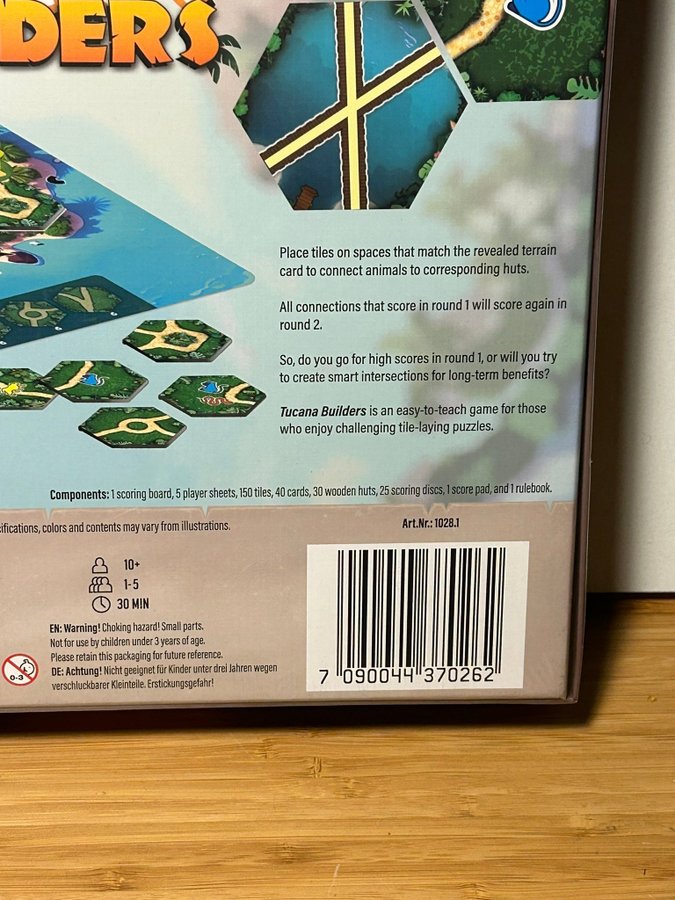 DERS
Place tiles on spaces that match the revealed terrain
card to connect animals to corresponding huts.
All connections that score in round 1 will score again in
round 2.
So, do you go for high scores in round 1, or will you try
to create smart intersections for long-term benefits?
Tucana Builders is an easy-to-teach game for those
who enjoy challenging tile-laying puzzles.
Components: 1 scoring board, 5 player sheets, 150 tiles, 40 cards, 30 wooden huts, 25 scoring discs, 1 score pad, and 1 rulebook.
cifications, colors and contents may vary from illustrations.
Art.Nr.: 1028.1
10+
1-5
30 MIN
EN: Warning! Choking hazard! Small parts.
Not for use by children under 3 years of age.
Please retain this packaging for future reference.
DE: Achtung! Nicht geeignet für Kinder unter drei Jahren wegen
verschluckbarer Kleinteile. Erstickungsgefahr!
0-3
7 090044 370262